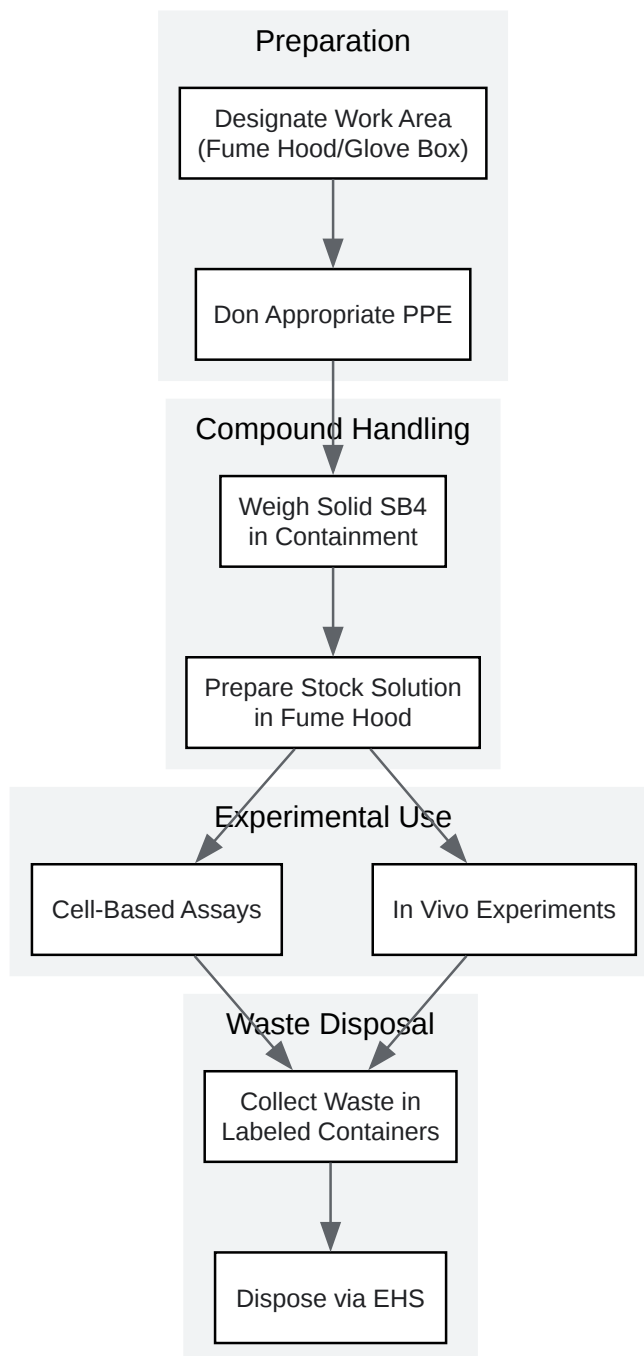 Preparation
Designate Work Area
(Fume Hood/Glove Box)
Don Appropriate PPE
Compound Handling
Weigh Solid SB4
in Containment
Prepare Stock Solution
in Fume Hood
Experimental Use
Cell-Based Assays
In Vivo Experiments
Waste Disposal
Collect Waste in
Labeled Containers
Dispose via EHS